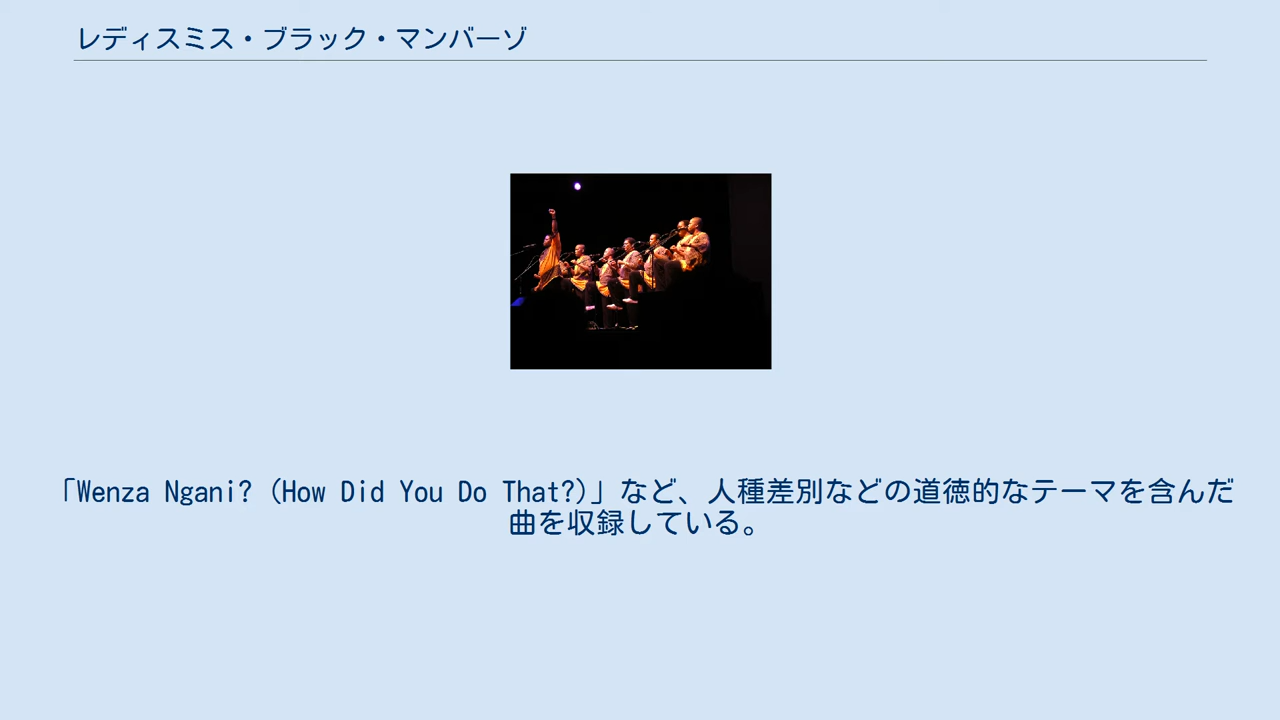 レディスミス・ブラック・マンバーゾ
「Wenza Ngani? (How Did You Do That?)」など、人種差別などの道徳的なテーマを含んだ
曲を収録している。